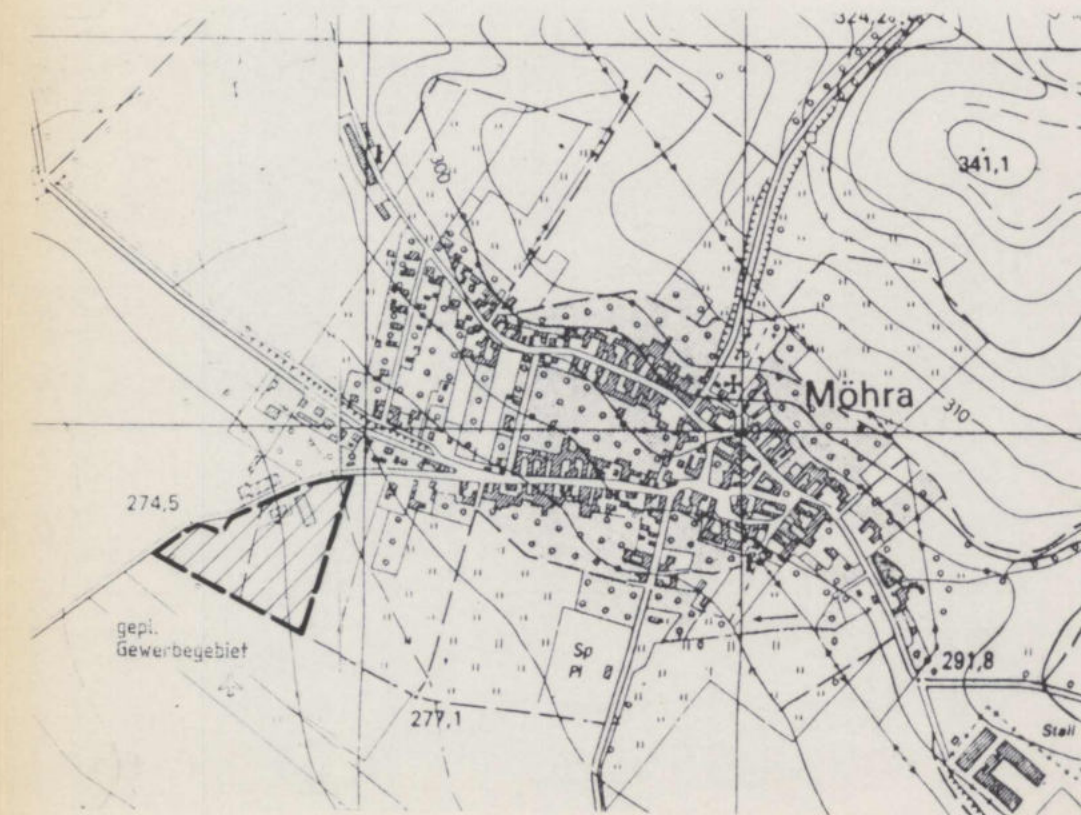 300
341,1
Möhra
310
274,5
gepl.
Gewerbegebiet
Sp
Pl
277,1
291,8
Stall